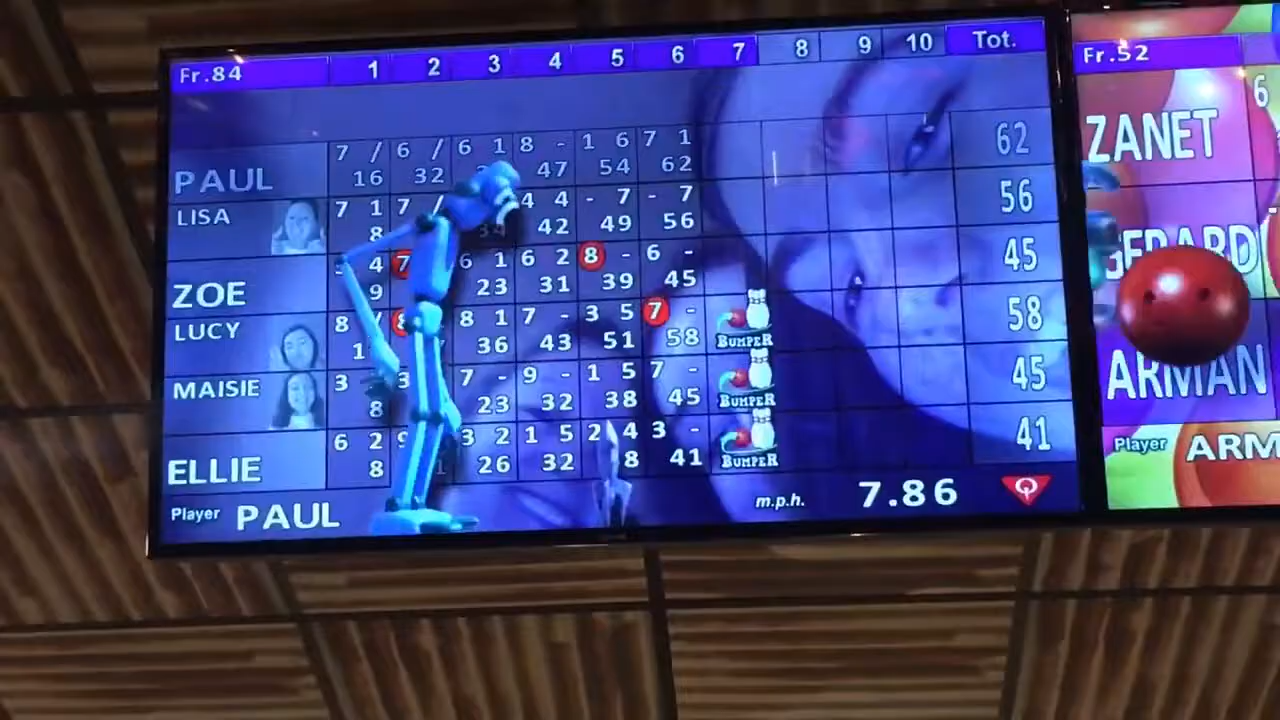 Fr.84 1 2 3 4 5 6 7 8 9 10 Tot.
PAUL 7 / 6 / 6 1 8 - 1 6 7 1
16 32 47 54 62 62
LISA 7 1 7 / 4 4 - 7 - 7
8 34 42 49 56 56
ZOE 4 7 6 1 6 2 8 - 6 -
9 23 31 39 45 45
LUCY 8 / 8 8 1 7 - 3 5 7 -
36 43 51 58 BUMPER 58
MAISIE 3 3 7 - 9 - 1 5 7 -
8 23 32 38 45 BUMPER 45
ELLIE 6 2 9 3 2 1 5 2 4 3 -
8 26 32 8 41 BUMPER 41
Player PAUL m.p.h. 7.86 Q
Fr.52
ZANET 6
GERARD
ARMAN
Player ARM